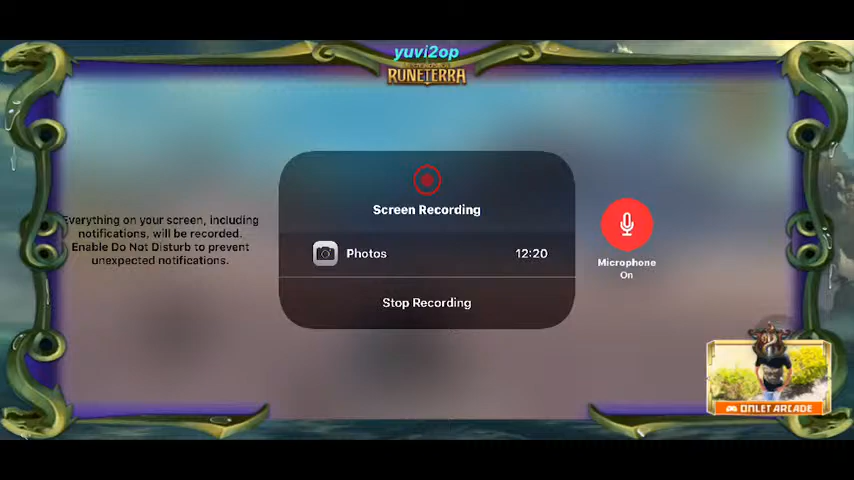 yuvi2op
RUNETERRA
Screen Recording
Everything on your screen, including
notifications, will be recorded.
Enable Do Not Disturb to prevent
unexpected notifications.
Photos 12:20
Stop Recording
Microphone
On
ONLET ARCADE